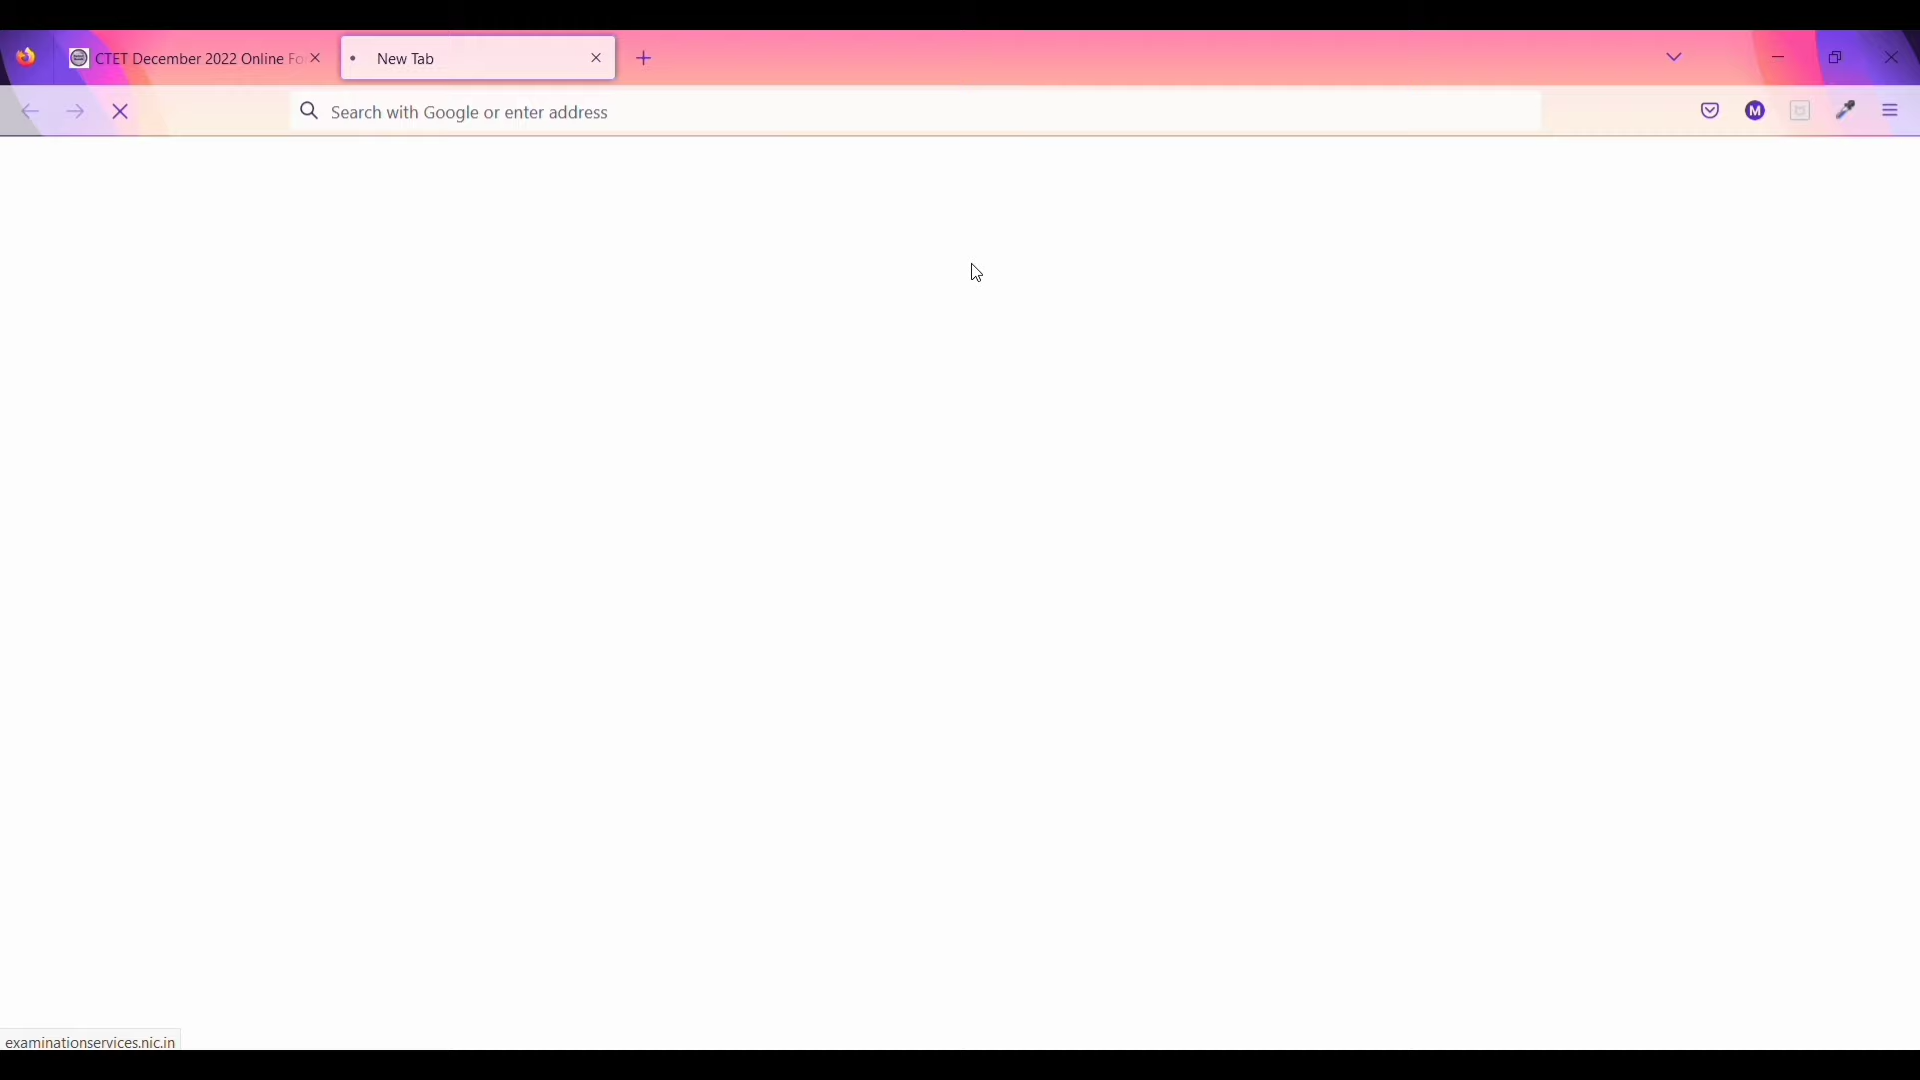 CTET December 2022 Online Fo
New Tab
Search with Google or enter address
M
examinationservices.nic.in